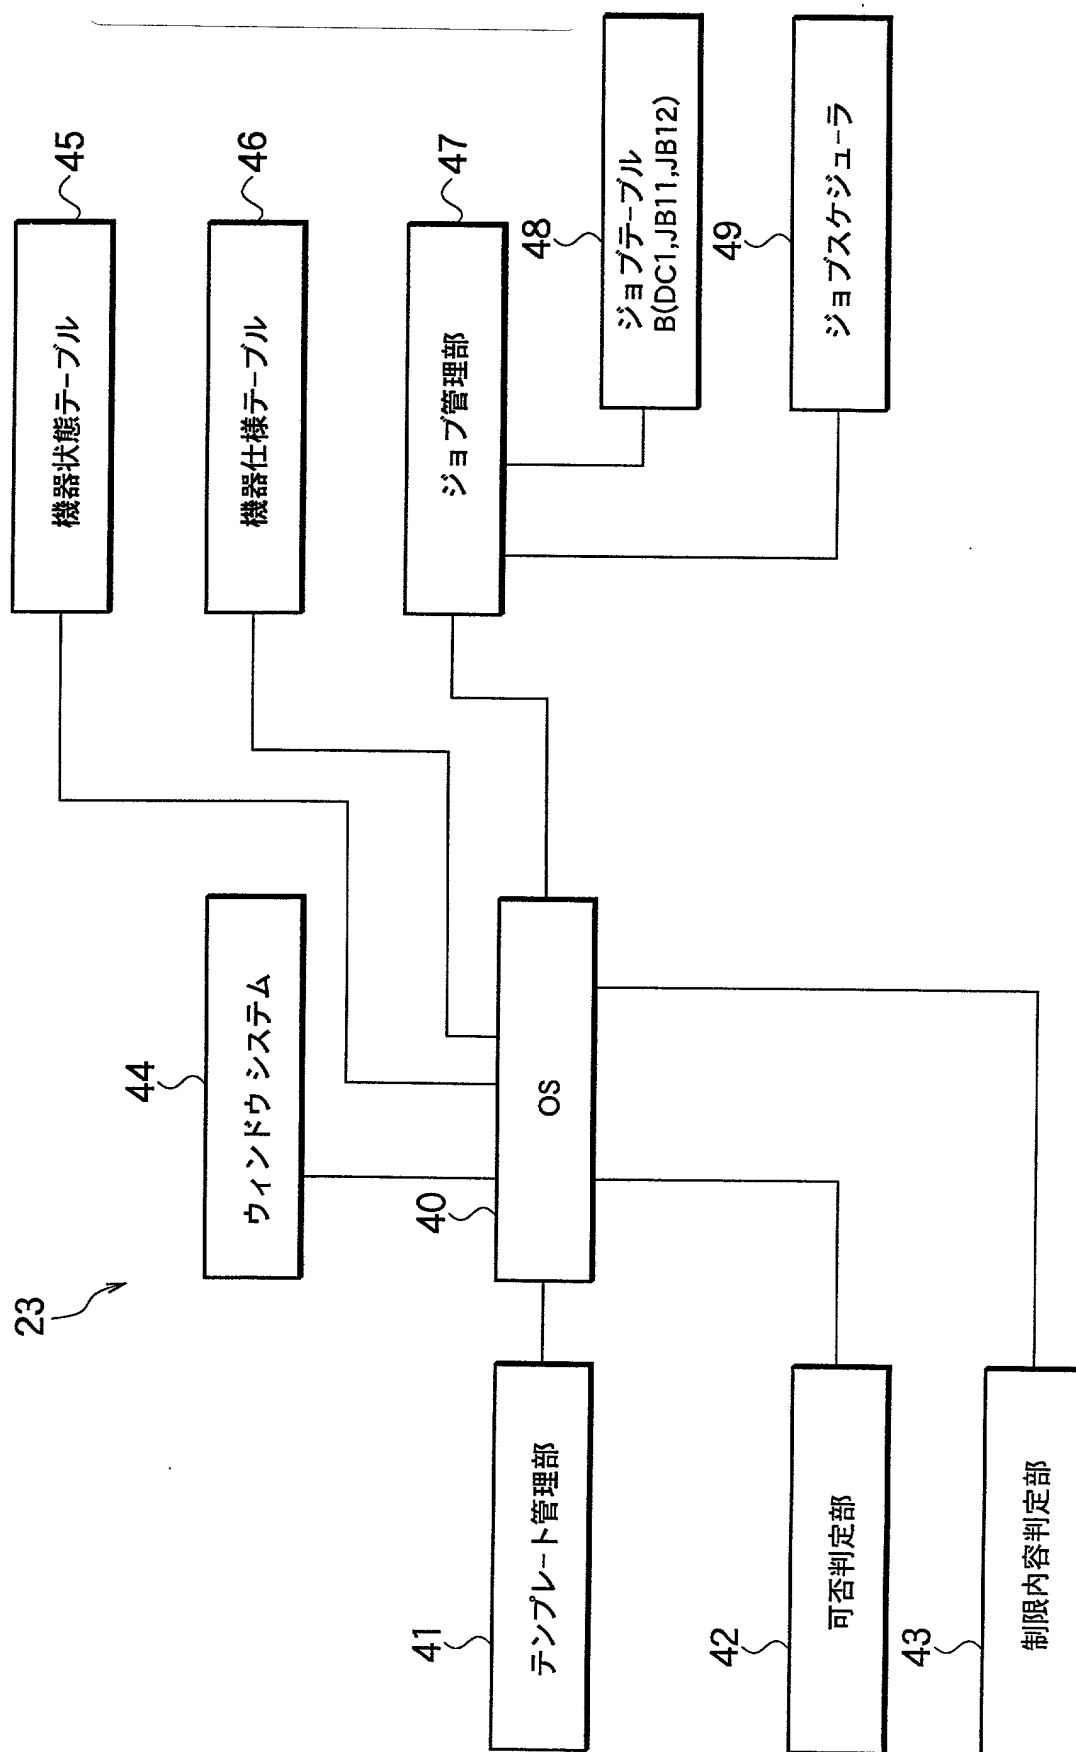 23
41
テンプレート管理部
42
可否判定部
43
制限内容判定部
44
ウィンドウ システム
40
OS
45
機器状態テーブル
46
機器仕様テーブル
47
ジョブ管理部
48
ジョブテーブル
B(DC1,JB11,JB12)
49
ジョブスケジューラ